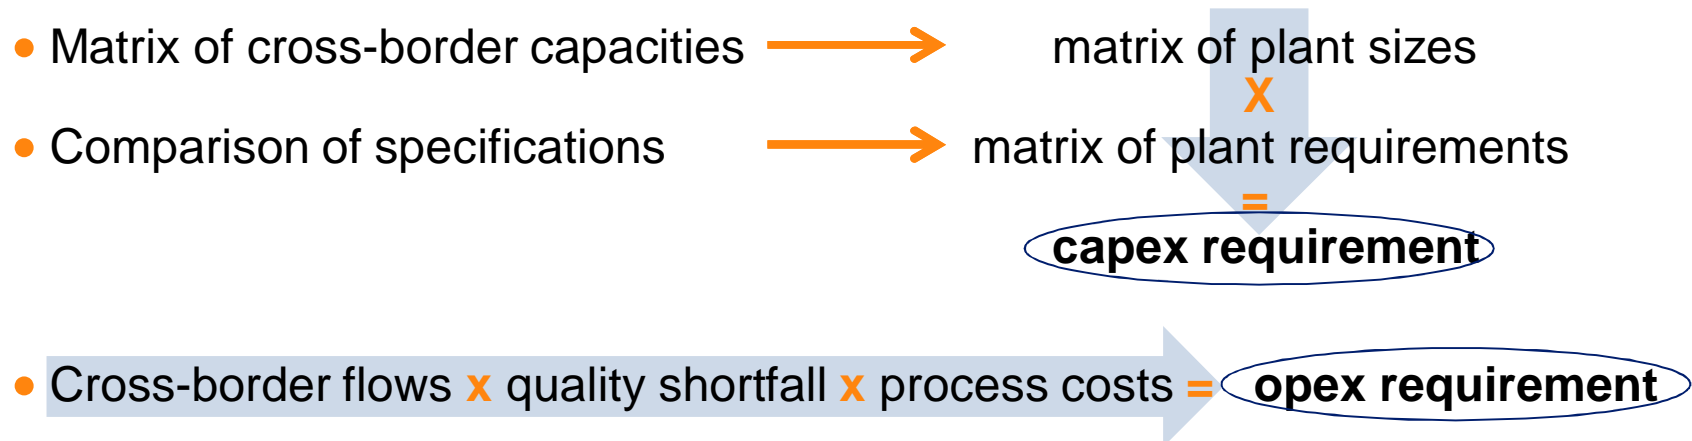 • Matrix of cross-border capacities matrix of plant sizes
X
• Comparison of specifications matrix of plant requirements
=
capex requirement
• Cross-border flows x quality shortfall x process costs = opex requirement